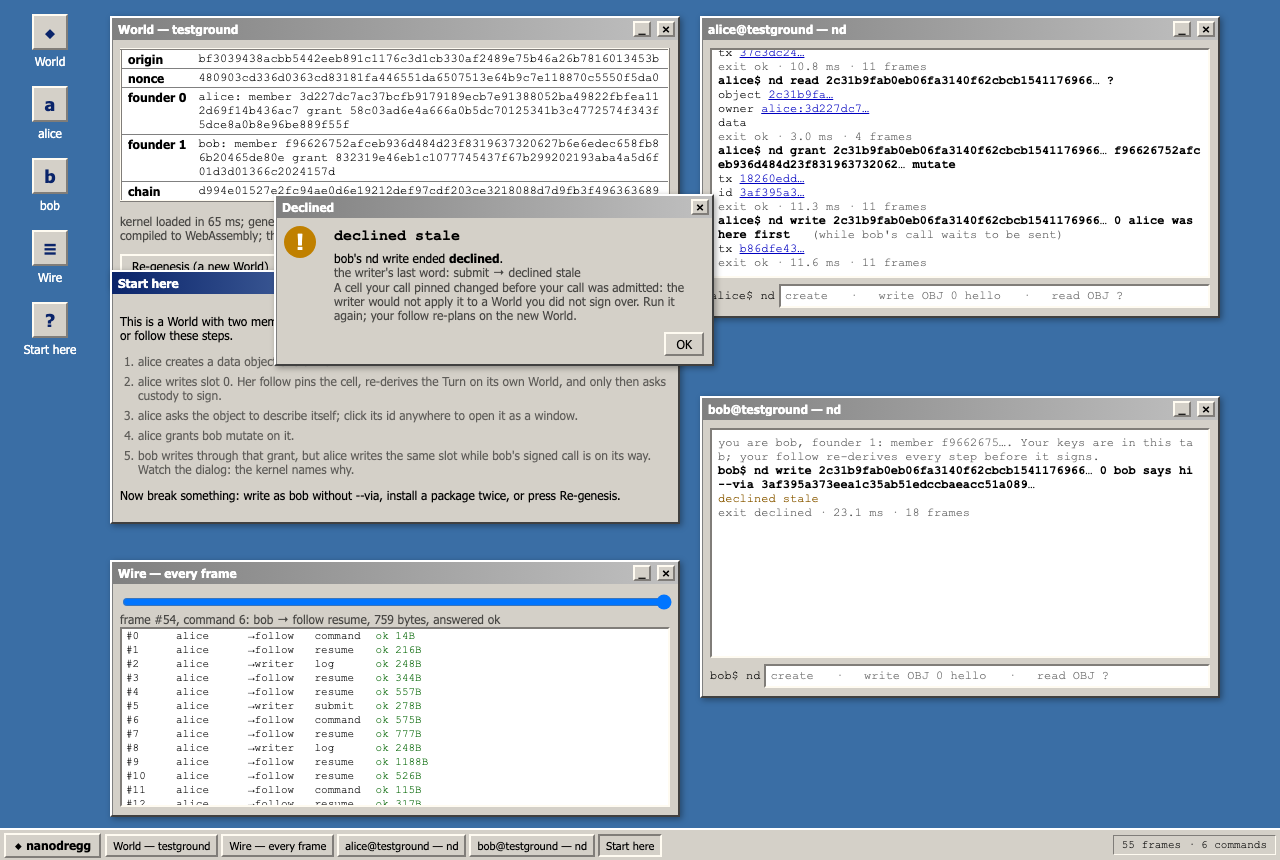 World
alice
bob
Wire
Start here
World — testground
origin bf3039438acbb5442eeb891c1176c3d1cb330af2489e75b46a26b7816013453b
nonce 480903cd336d0363cd83181fa446551da6507513e64b9c7e118870c5550f5da0
founder 0 alice: member 3d227dc7ac37bcfb9179189ecb7e91388052ba49822fbfea11
2d69f14b436ac7 grant 58c03ad6e4a666a0b5dc70125341b3c4772574f343f
5dce8a0b8e96be889f55f
founder 1 bob: member f96626752afceb936d484d23f8319637320627b6e6edec658fb8
6b20465de80e grant 832319e46eb1c1077745437f67b299202193aba4a5d6f
01d3d01366c2024157d
chain d994e01527e2fc94ae0d6e19212def97cdf203ce3218088d7d9fb3f496363689
kernel loaded in 65 ms; gene
compiled to WebAssembly; th
Re-genesis (a new World)
Declined
declined stale
bob's nd write ended declined.
the writer's last word: submit → declined stale
A cell your call pinned changed before your call was admitted: the
writer would not apply it to a World you did not sign over. Run it
again; your follow re-plans on the new World.
OK
Start here
This is a World with two mem
or follow these steps.
1. alice creates a data object
2. alice writes slot 0. Her follow pins the cell, re-derives the Turn on its own World, and only then asks
custody to sign.
3. alice asks the object to describe itself; click its id anywhere to open it as a window.
4. alice grants bob mutate on it.
5. bob writes through that grant, but alice writes the same slot while bob's signed call is on its way.
Watch the dialog: the kernel names why.
Now break something: write as bob without --via, install a package twice, or press Re-genesis.
Wire — every frame
frame #54, command 6: bob → follow resume, 759 bytes, answered ok
#0 alice →follow command ok 14B
#1 alice →follow resume ok 216B
#2 alice →writer log ok 248B
#3 alice →follow resume ok 344B
#4 alice →follow resume ok 557B
#5 alice →writer submit ok 278B
#6 alice →follow command ok 575B
#7 alice →follow resume ok 777B
#8 alice →writer log ok 248B
#9 alice →follow resume ok 1188B
#10 alice →follow resume ok 526B
#11 alice →follow command ok 115B
#12 alice →follow resume ok 317B
alice@testground — nd
tx 37c3dc24…
exit ok · 10.8 ms · 11 frames
alice$ nd read 2c31b9fab0eb06fa3140f62cbcb1541176966… ?
object 2c31b9fa…
owner alice:3d227dc7…
data
exit ok · 3.0 ms · 4 frames
alice$ nd grant 2c31b9fab0eb06fa3140f62cbcb1541176966… f96626752afc
eb936d484d23f831963732062… mutate
tx 18260edd…
id 3af395a3…
exit ok · 11.3 ms · 11 frames
alice$ nd write 2c31b9fab0eb06fa3140f62cbcb1541176966… 0 alice was
here first (while bob's call waits to be sent)
tx b86dfe43…
exit ok · 11.6 ms · 11 frames
alice$ nd create · write OBJ 0 hello · read OBJ ?
bob@testground — nd
you are bob, founder 1: member f9662675…. Your keys are in this ta
b; your follow re-derives every step before it signs.
bob$ nd write 2c31b9fab0eb06fa3140f62cbcb1541176966… 0 bob says hi
--via 3af395a373eea1c35ab51edccbaeacc51a089…
declined stale
exit declined · 23.1 ms · 18 frames
bob$ nd create · write OBJ 0 hello · read OBJ ?
nanodregg
World — testground
Wire — every frame
alice@testground — nd
bob@testground — nd
Start here
55 frames · 6 commands